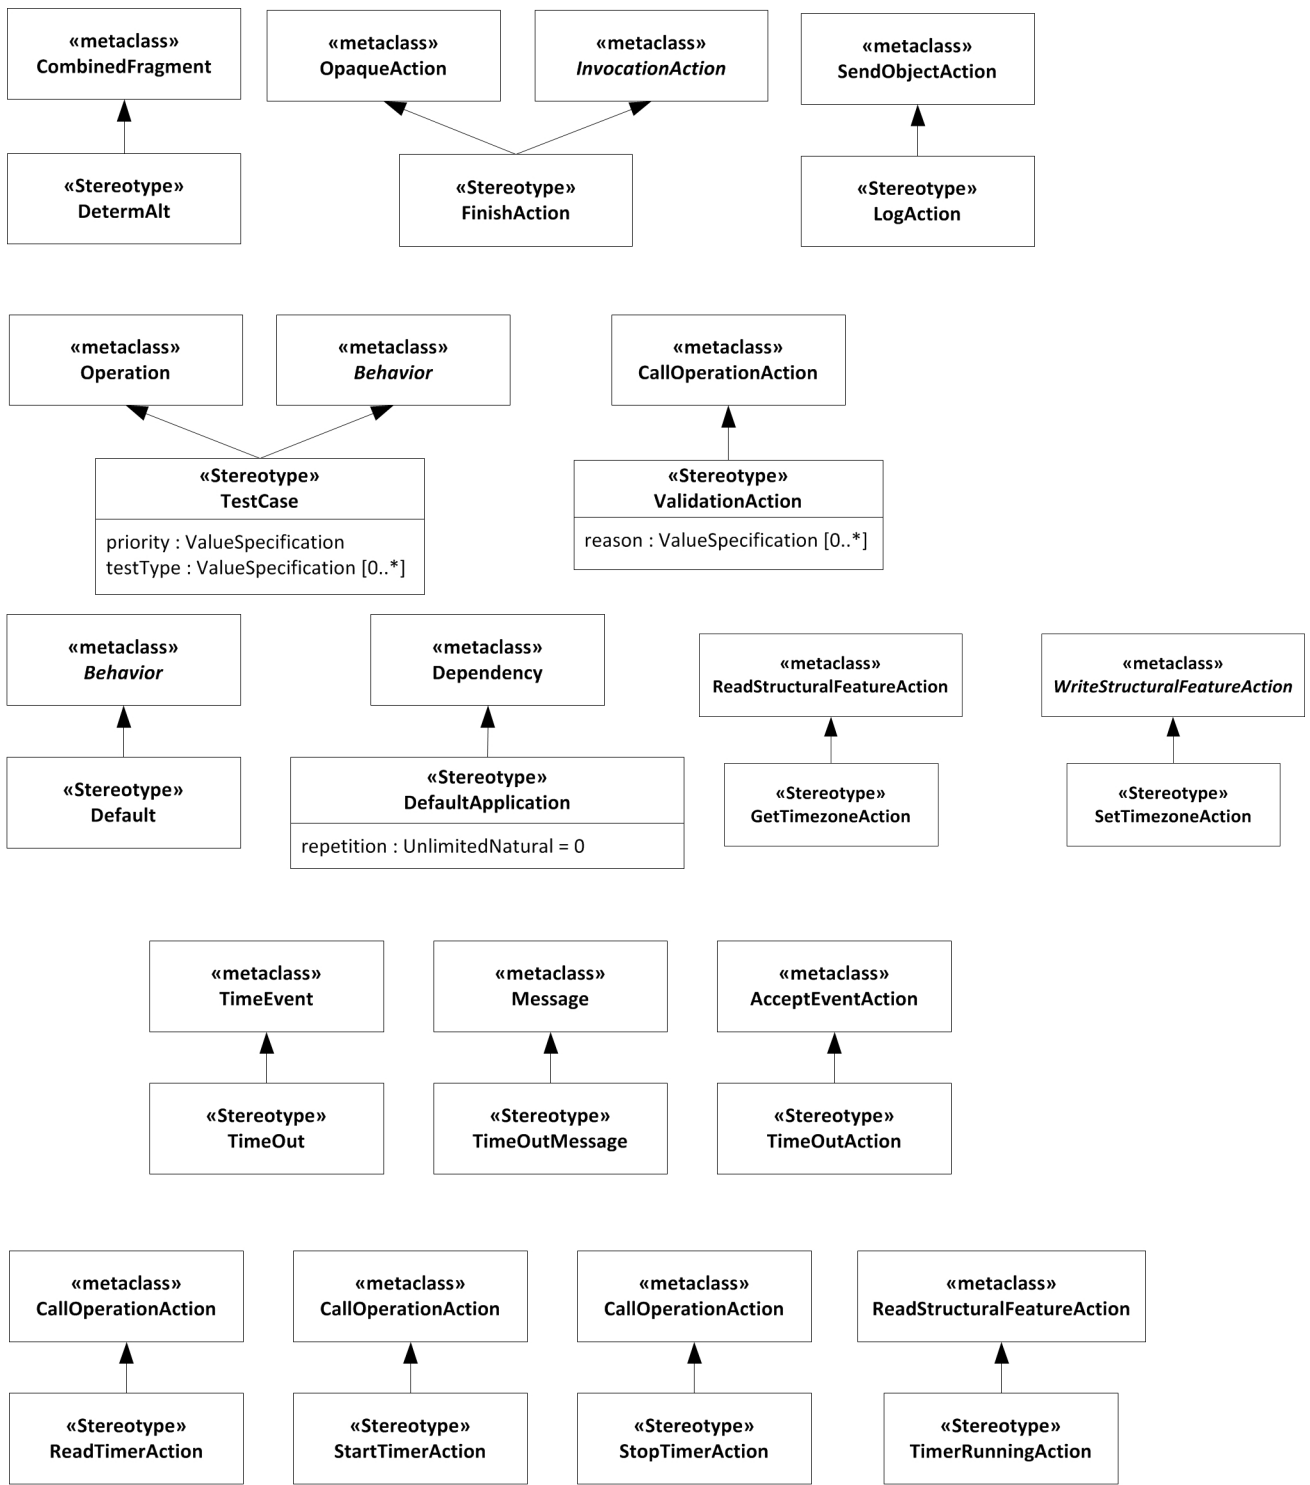 «metaclass»
CombinedFragment
«metaclass»
OpaqueAction
«metaclass»
InvocationAction
«metaclass»
SendObjectAction
«Stereotype»
DetermAlt
«Stereotype»
FinishAction
«Stereotype»
LogAction
«metaclass»
Operation
«metaclass»
Behavior
«metaclass»
CallOperationAction
«Stereotype»
TestCase
priority : ValueSpecification
testType : ValueSpecification [0..*]
«Stereotype»
ValidationAction
reason : ValueSpecification [0..*]
«metaclass»
Behavior
«metaclass»
Dependency
«metaclass»
ReadStructuralFeatureAction
«metaclass»
WriteStructuralFeatureAction
«Stereotype»
Default
«Stereotype»
DefaultApplication
repetition : UnlimitedNatural = 0
«Stereotype»
GetTimezoneAction
«Stereotype»
SetTimezoneAction
«metaclass»
TimeEvent
«metaclass»
Message
«metaclass»
AcceptEventAction
«Stereotype»
TimeOut
«Stereotype»
TimeOutMessage
«Stereotype»
TimeOutAction
«metaclass»
CallOperationAction
«metaclass»
CallOperationAction
«metaclass»
CallOperationAction
«metaclass»
ReadStructuralFeatureAction
«Stereotype»
ReadTimerAction
«Stereotype»
StartTimerAction
«Stereotype»
StopTimerAction
«Stereotype»
TimerRunningAction